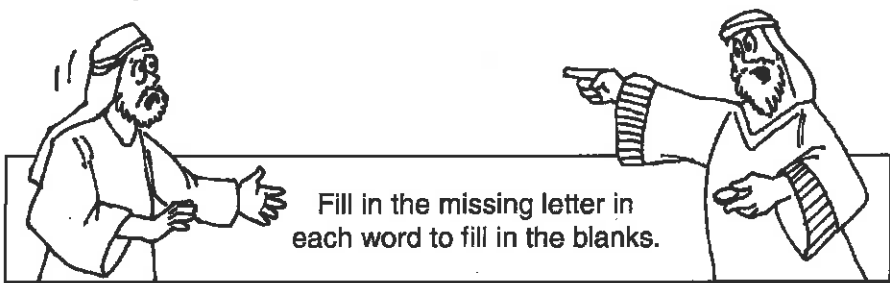 Fill in the missing letter in
each word to fill in the blanks.